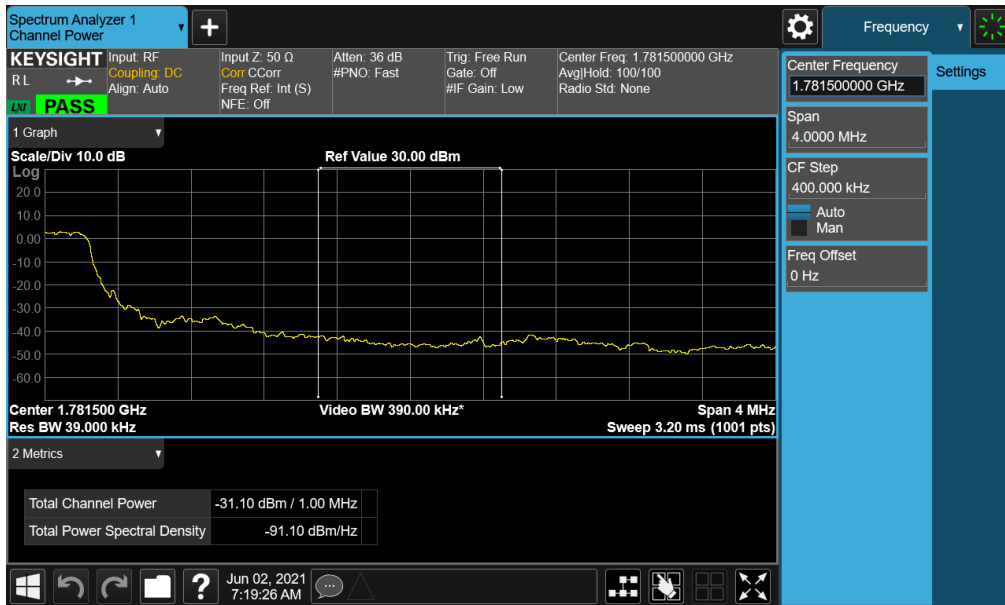 Spectrum Analyzer 1
Channel Power
Frequency
KEYSIGHT
R L
LXI
PASS
Input: RF
Coupling: DC
Align: Auto
Input Z: 50 Ω
Corr CCorr
Freq Ref: Int (S)
NFE: Off
Atten: 36 dB
#PNO: Fast
Trig: Free Run
Gate: Off
#IF Gain: Low
Center Freq: 1.781500000 GHz
Avg|Hold: 100/100
Radio Std: None
Center Frequency
1.781500000 GHz
Settings
Span
4.0000 MHz
CF Step
400.000 kHz
Auto
Man
Freq Offset
0 Hz
1 Graph
Scale/Div 10.0 dB
Ref Value 30.00 dBm
Log
20.0
10.0
0.00
-10.0
-20.0
-30.0
-40.0
-50.0
-60.0
Center 1.781500 GHz
Video BW 390.00 kHz*
Span 4 MHz
Res BW 39.000 kHz
Sweep 3.20 ms (1001 pts)
2 Metrics
Total Channel Power -31.10 dBm / 1.00 MHz
Total Power Spectral Density -91.10 dBm/Hz
?
Jun 02, 2021
7:19:26 AM